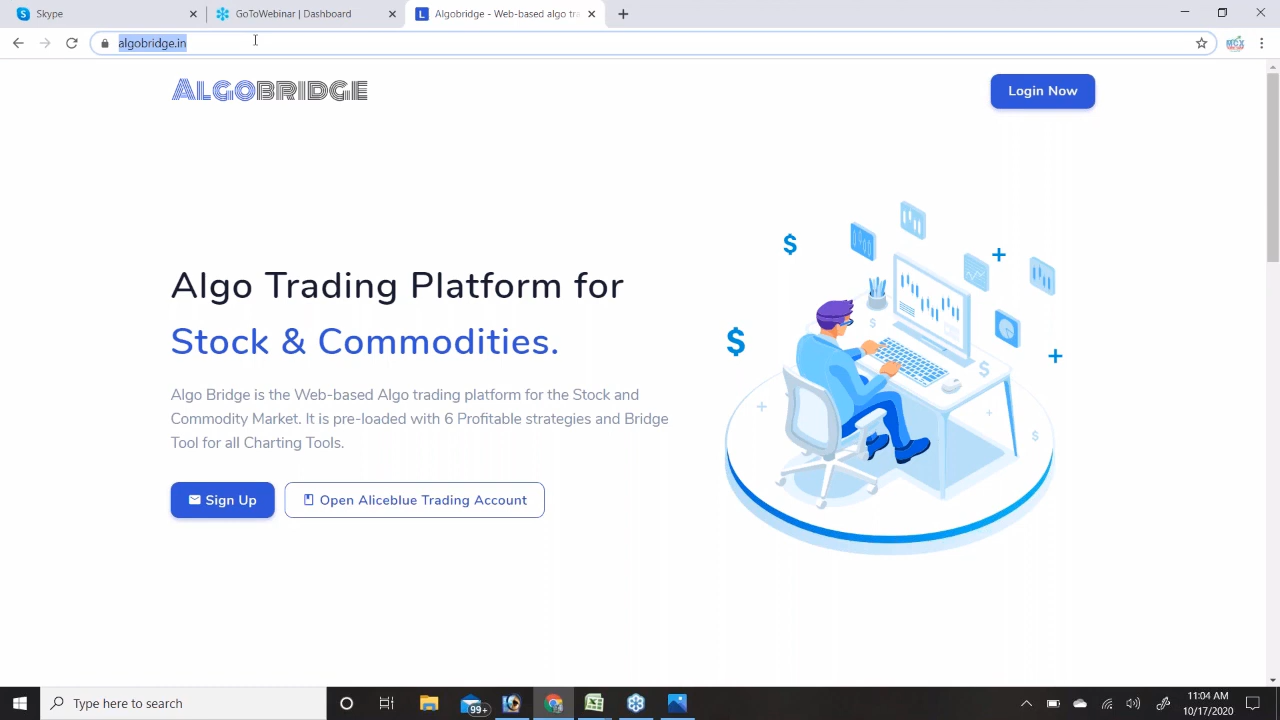 Skype
GoToWebinar | Dashboard
Algobridge - Web-based algo tra
algobridge.in
ALGOBRIDGE
Login Now
Algo Trading Platform for
Stock & Commodities.
Algo Bridge is the Web-based Algo trading platform for the Stock and
Commodity Market. It is pre-loaded with 6 Profitable strategies and Bridge
Tool for all Charting Tools.
Sign Up
Open Aliceblue Trading Account
Type here to search
99+
11:04 AM
10/17/2020